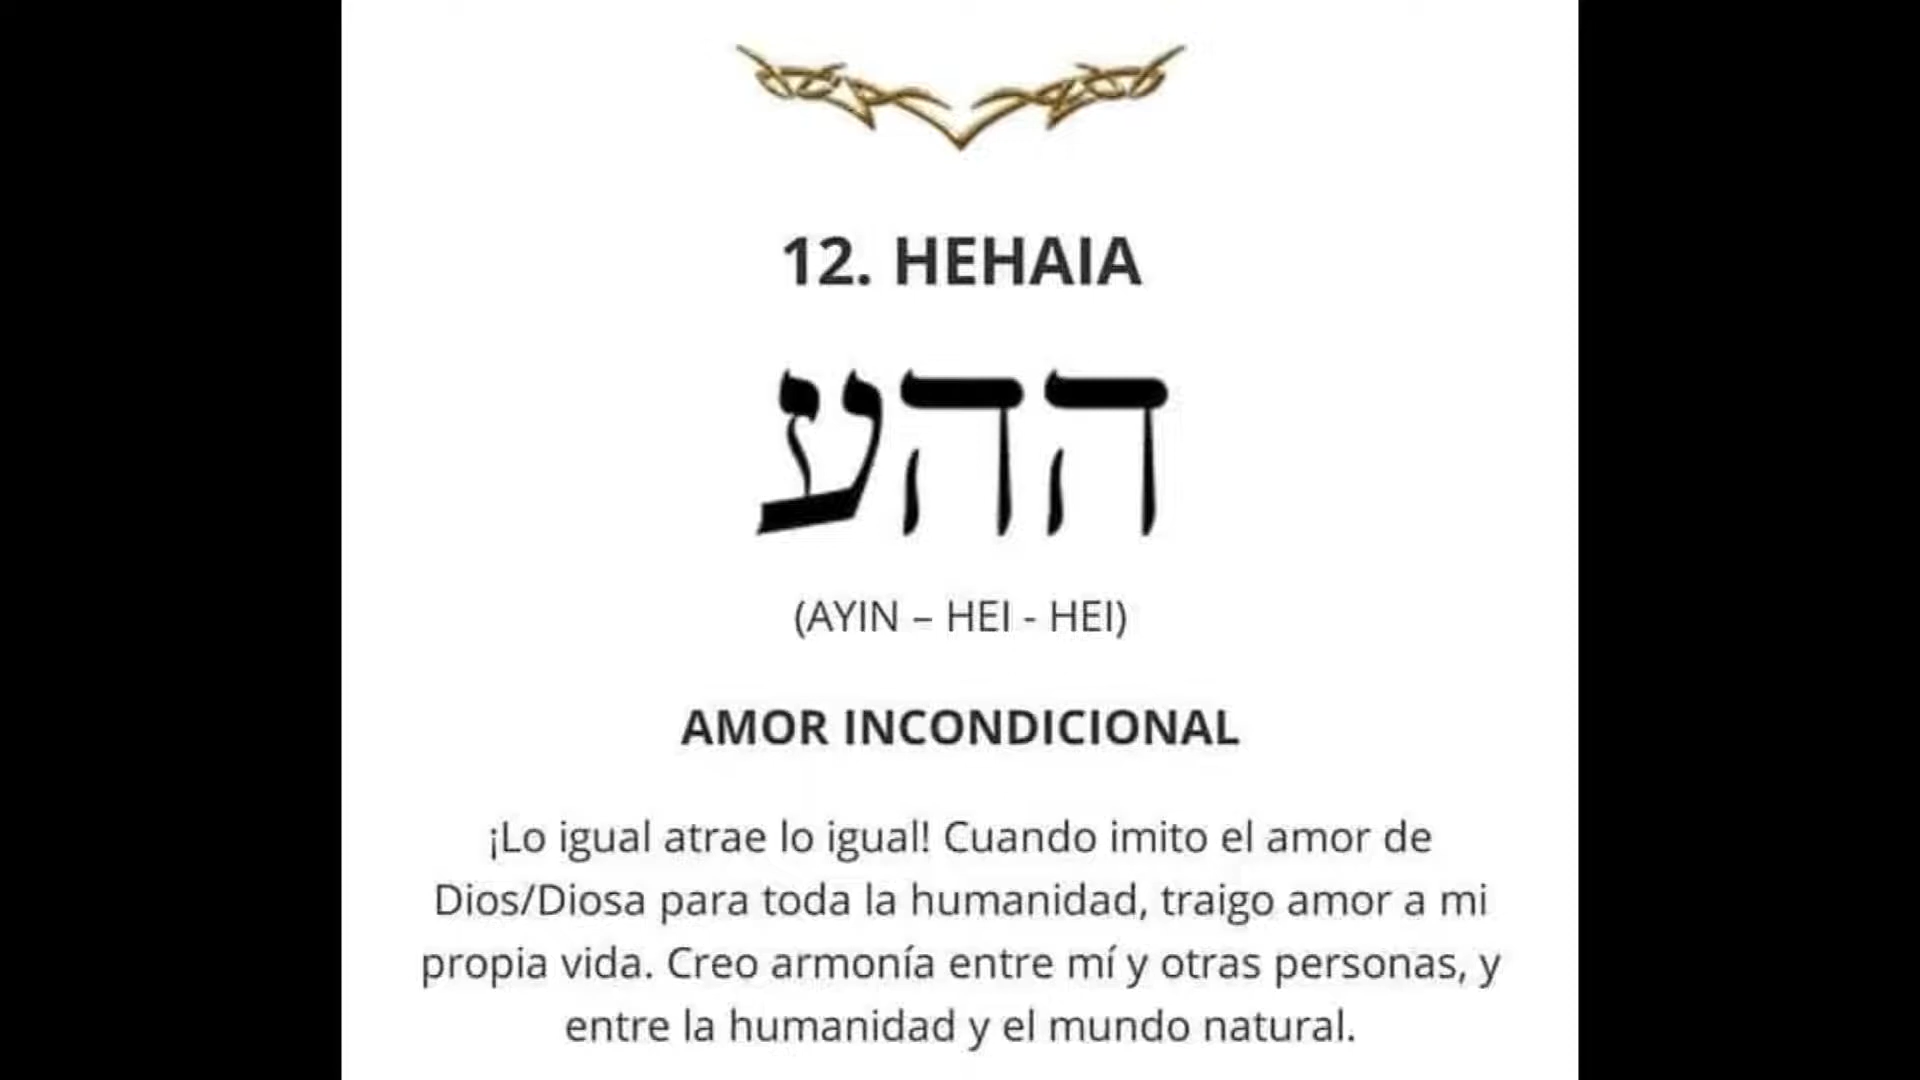 12. HEHAIA
ההע
(AYIN – HEI - HEI)
AMOR INCONDICIONAL
¡Lo igual atrae lo igual! Cuando imito el amor de
Dios/Diosa para toda la humanidad, traigo amor a mi
propia vida. Creo armonía entre mí y otras personas, y
entre la humanidad y el mundo natural.